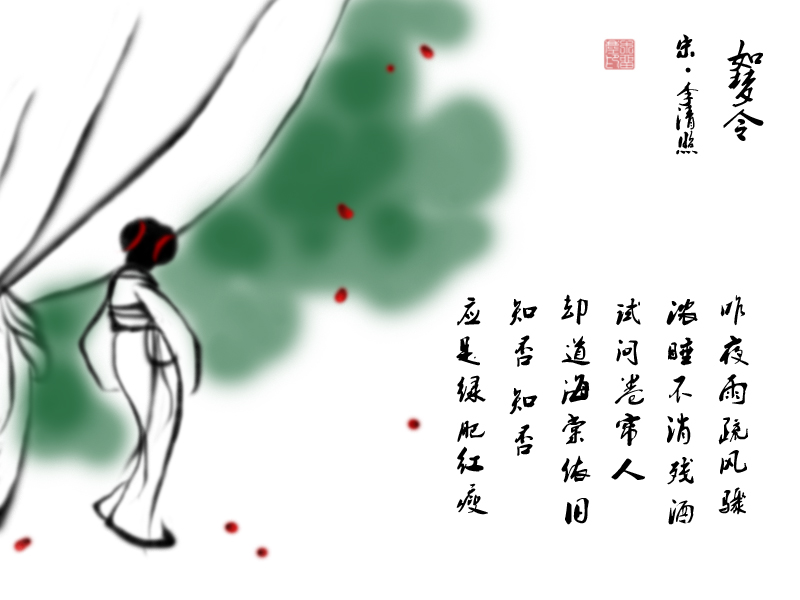 如梦令
宋·李清照
昨夜雨疏风骤
浓睡不消残酒
试问卷帘人
却道海棠依旧
知否知否
应是绿肥红瘦